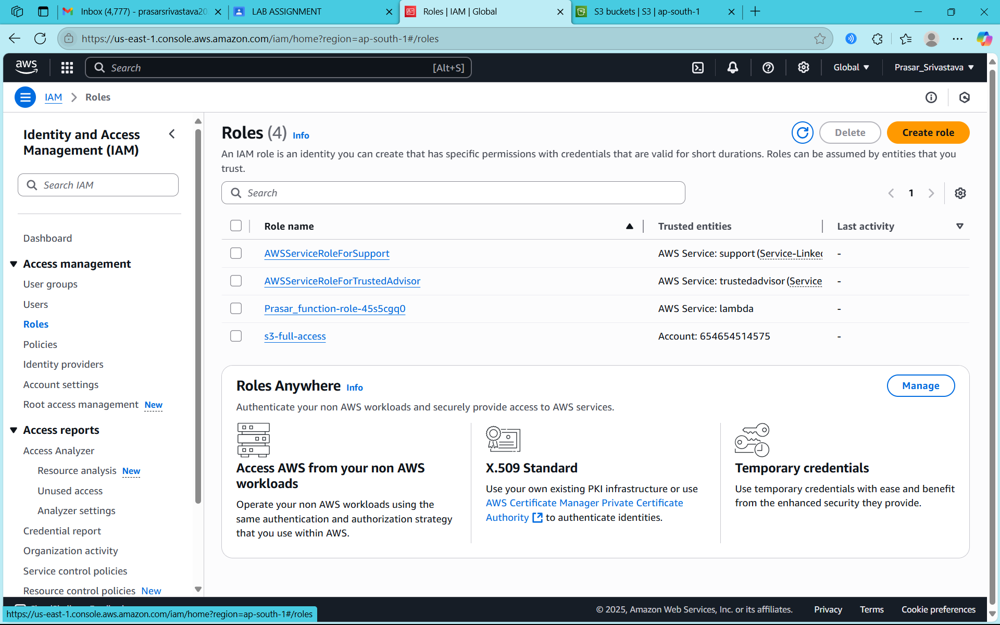 Inbox (4,777) - prasarsrivastava20
LAB ASSIGNMENT
Roles | IAM | Global
S3 buckets | S3 | ap-south-1
https://us-east-1.console.aws.amazon.com/iam/home?region=ap-south-1#/roles
aws
Search
[Alt+S]
Global
Prasar_Srivastava
IAM
Roles
Identity and Access
Management (IAM)
Search IAM
Dashboard
Access management
User groups
Users
Roles
Policies
Identity providers
Account settings
Root access management New
Access reports
Access Analyzer
Resource analysis New
Unused access
Analyzer settings
Credential report
Organization activity
Service control policies
Resource control policies New
Roles (4) Info
Delete
Create role
An IAM role is an identity you can create that has specific permissions with credentials that are valid for short durations. Roles can be assumed by entities that you
trust.
Search
1
Role name
Trusted entities
Last activity
AWSServiceRoleForSupport
AWS Service: support (Service-Linked
-
AWSServiceRoleForTrustedAdvisor
AWS Service: trustedadvisor (Service
-
Prasar_function-role-45s5cgq0
AWS Service: lambda
-
s3-full-access
Account: 654654514575
-
Roles Anywhere Info
Manage
Authenticate your non AWS workloads and securely provide access to AWS services.
Access AWS from your non AWS
workloads
Operate your non AWS workloads using the
same authentication and authorization strategy
that you use within AWS.
X.509 Standard
Use your own existing PKI infrastructure or use
AWS Certificate Manager Private Certificate
Authority to authenticate identities.
Temporary credentials
Use temporary credentials with ease and benefit
from the enhanced security they provide.
© 2025, Amazon Web Services, Inc. or its affiliates.
Privacy
Terms
Cookie preferences
https://us-east-1.console.aws.amazon.com/iam/home?region=ap-south-1#/roles